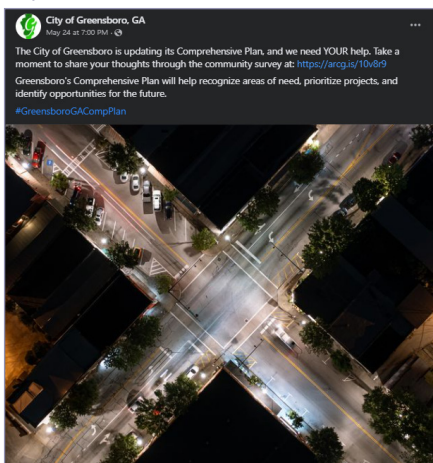 City of Greensboro, GA
May 24 at 7:00 PM ·
The City of Greensboro is updating its Comprehensive Plan, and we need YOUR help. Take a
moment to share your thoughts through the community survey at: https://arcg.is/10v8r9
Greensboro's Comprehensive Plan will help recognize areas of need, prioritize projects, and
identify opportunities for the future.
#GreensboroGACompPlan